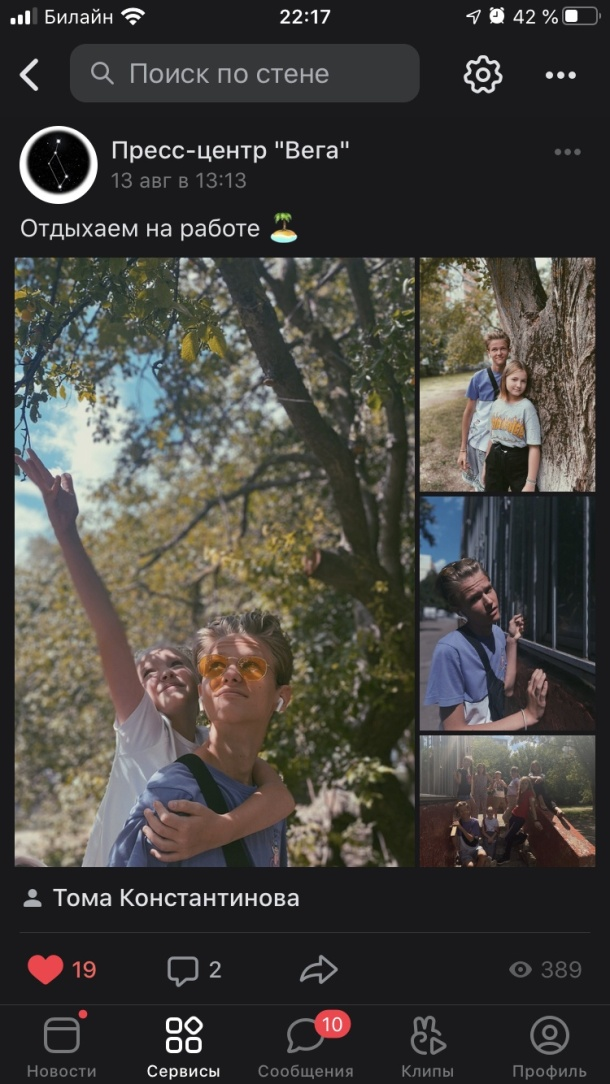 Билайн 22:17 42 %
Поиск по стене
Пресс-центр "Вега"
13 авг в 13:13
Отдыхаем на работе
Тома Константинова
19 2 389
10
Новости Сервисы Сообщения Клипы Профиль